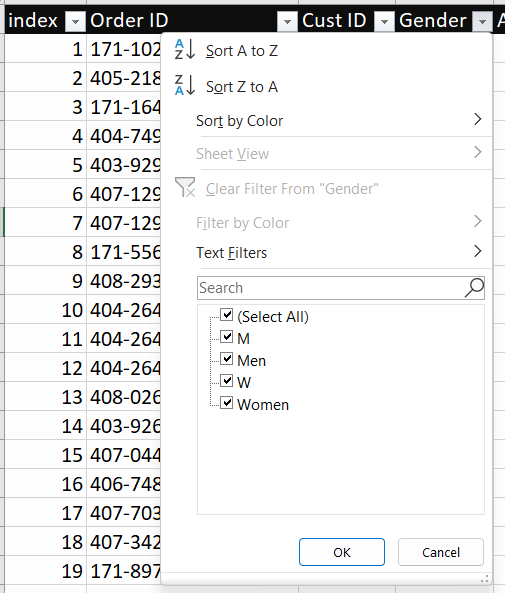 index Order ID Cust ID Gender A
1 171-102
2 405-218
3 171-164
4 404-749
5 403-929
6 407-129
7 407-129
8 171-556
9 408-293
10 404-264
11 404-264
12 404-264
13 408-026
14 403-926
15 407-044
16 406-748
17 407-703
18 407-342
19 171-897
Sort A to Z
Sort Z to A
Sort by Color
Sheet View
Clear Filter From "Gender"
Filter by Color
Text Filters
Search
(Select All)
M
Men
W
Women
OK Cancel